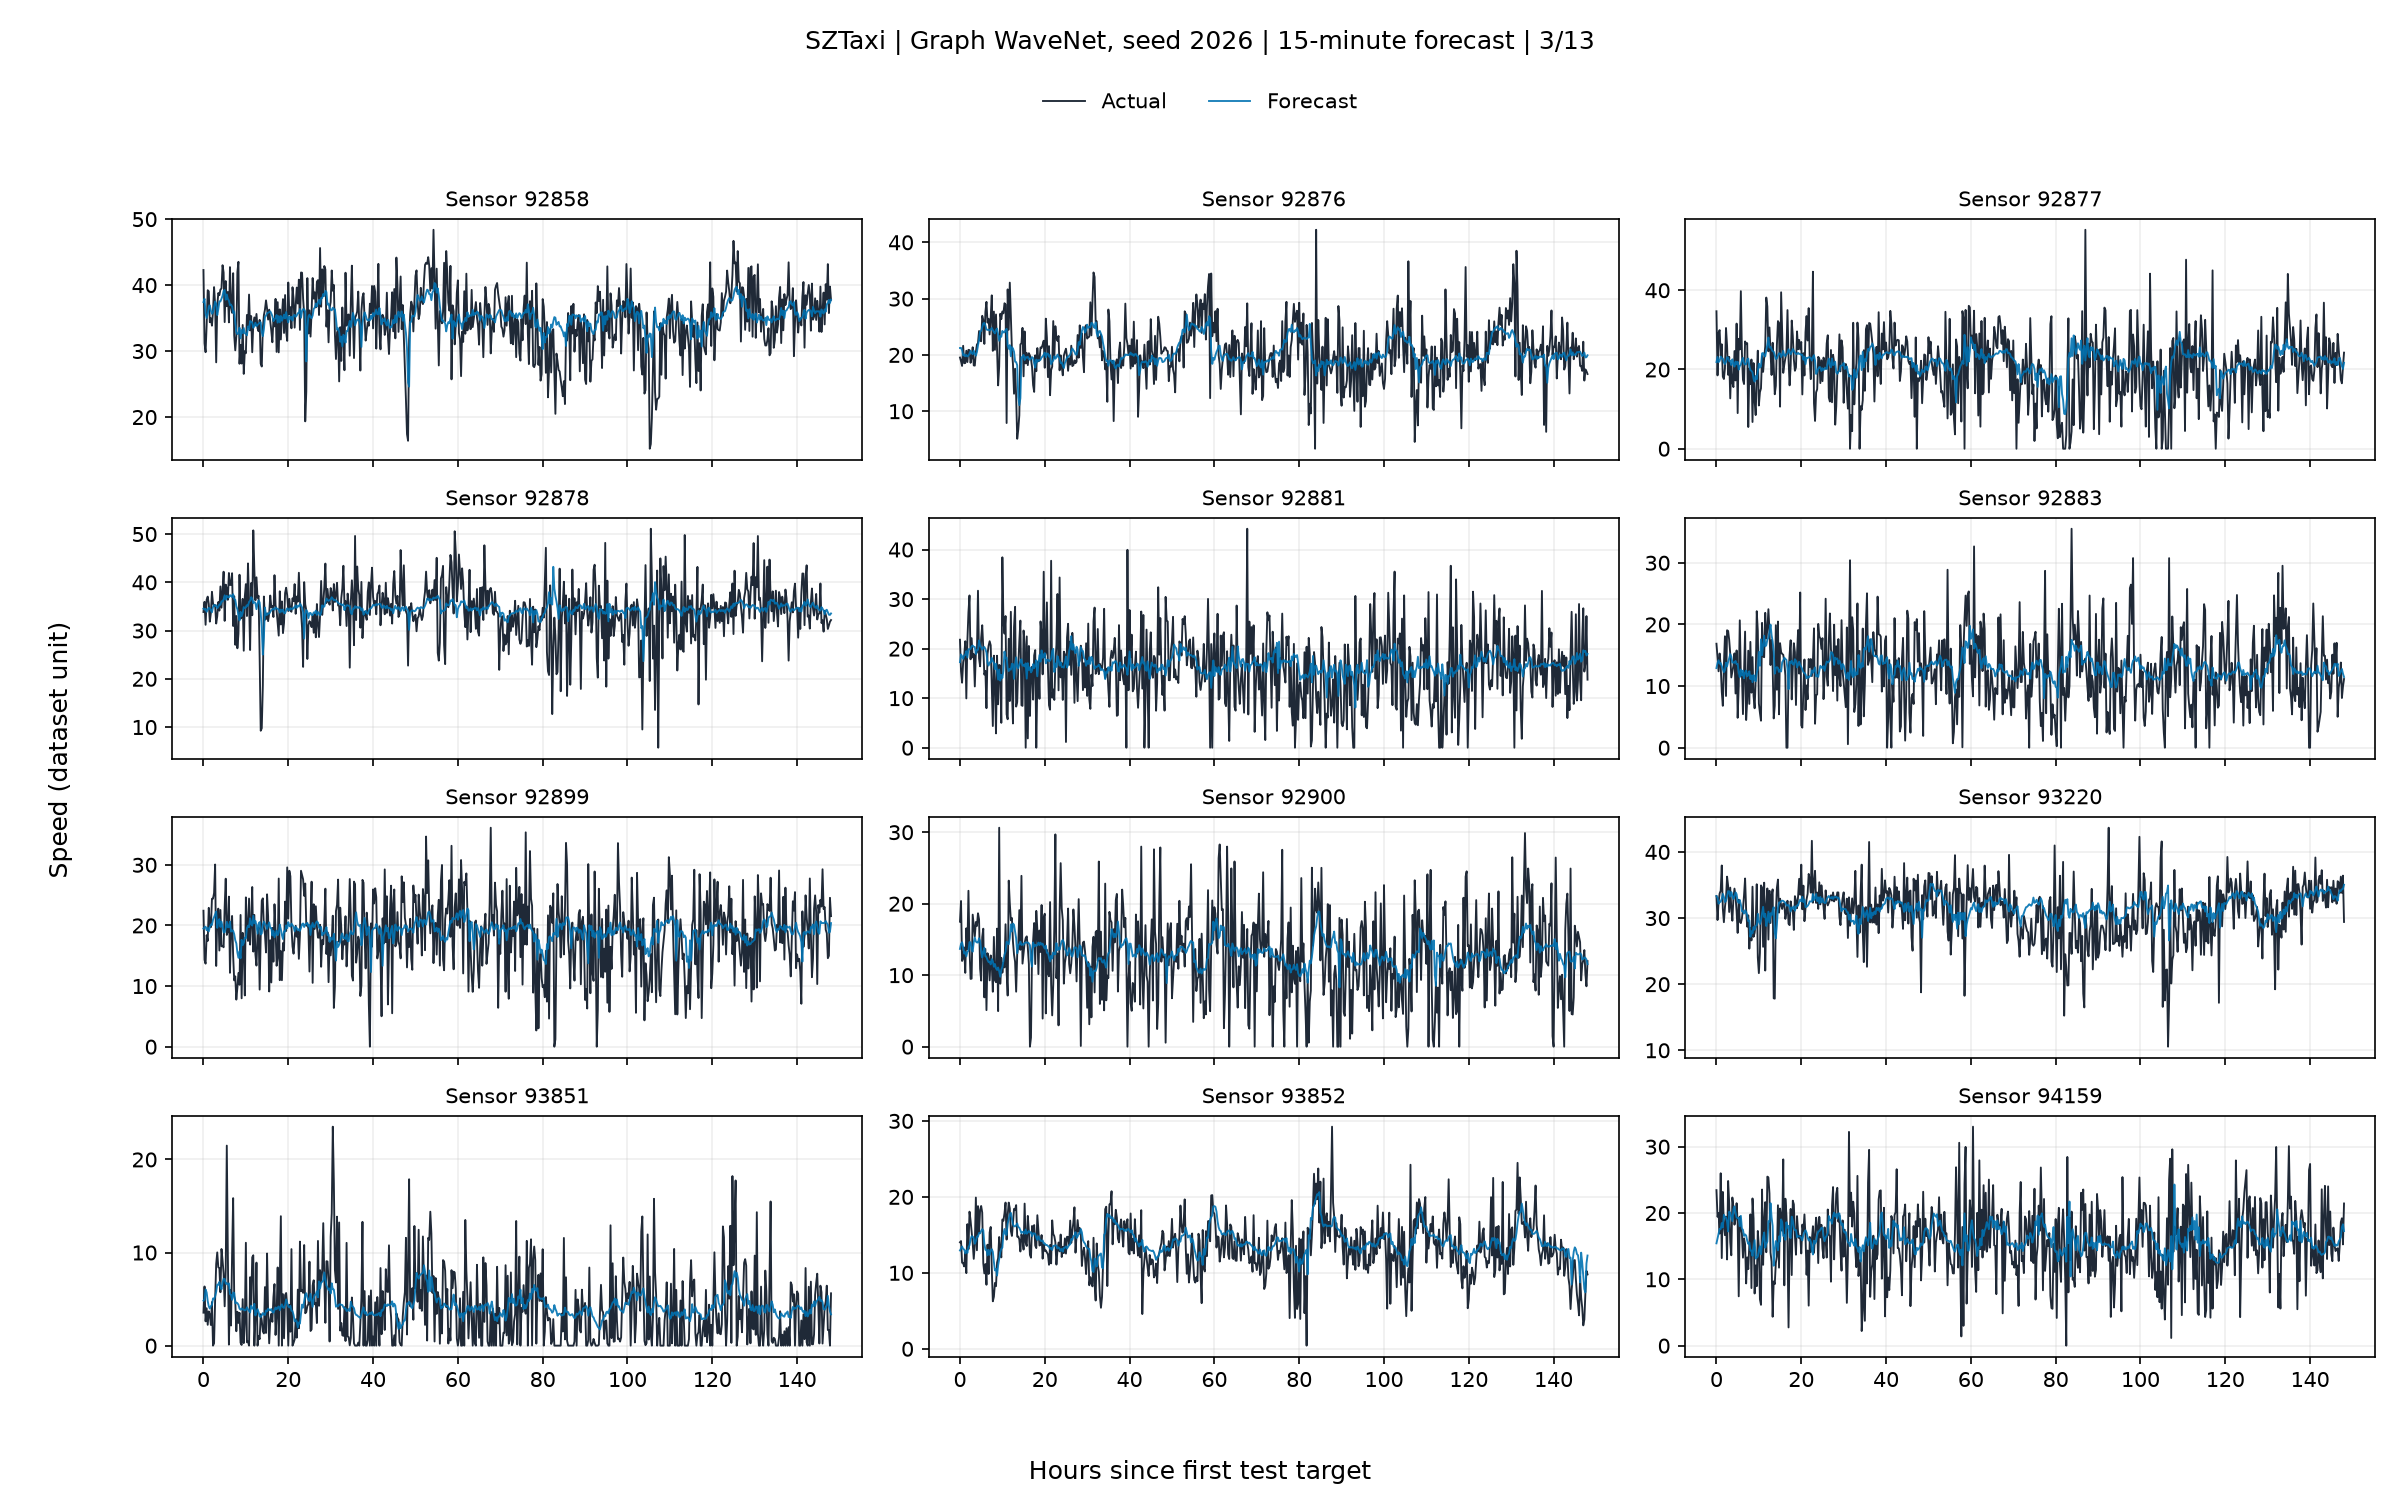 SZTaxi | Graph WaveNet, seed 2026 | 15-minute forecast | 3/13
Actual
Forecast
Speed (dataset unit)
Sensor 92858
50
40
30
20
Sensor 92876
40
30
20
10
Sensor 92877
40
20
0
Sensor 92878
50
40
30
20
10
Sensor 92881
40
30
20
10
0
Sensor 92883
30
20
10
0
Sensor 92899
30
20
10
0
Sensor 92900
30
20
10
0
Sensor 93220
40
30
20
10
Sensor 93851
20
10
0
0 20 40 60 80 100 120 140
Sensor 93852
30
20
10
0
0 20 40 60 80 100 120 140
Sensor 94159
30
20
10
0
0 20 40 60 80 100 120 140
Hours since first test target